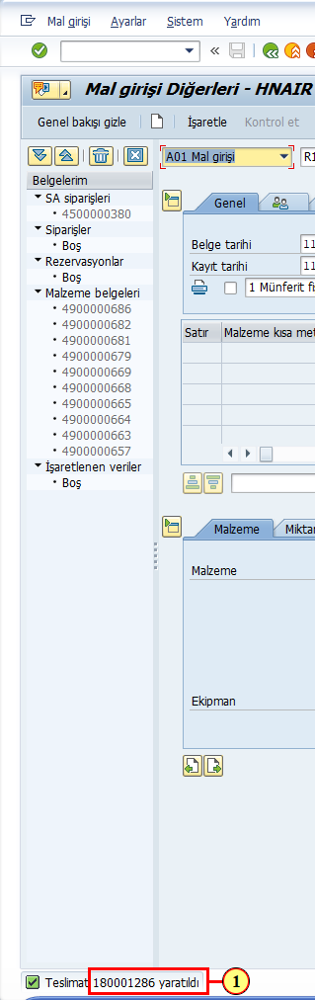 Mal girişi Ayarlar Sistem Yardım
«
Mal girişi Diğerleri - HNAIR
Genel bakışı gizle İşaretle Kontrol et
A01 Mal girişi R1
Belgelerim
SA siparişleri
4500000380
Siparişler
Boş
Rezervasyonlar
Boş
Malzeme belgeleri
4900000686
4900000682
4900000681
4900000679
4900000669
4900000668
4900000665
4900000664
4900000663
4900000657
İşaretlenen veriler
Boş
Genel
Belge tarihi 11
Kayıt tarihi 11
1 Münferit fi
Satır Malzeme kısa met
Malzeme Miktar
Malzeme
Ekipman
Teslimat 180001286 yaratıldı 1